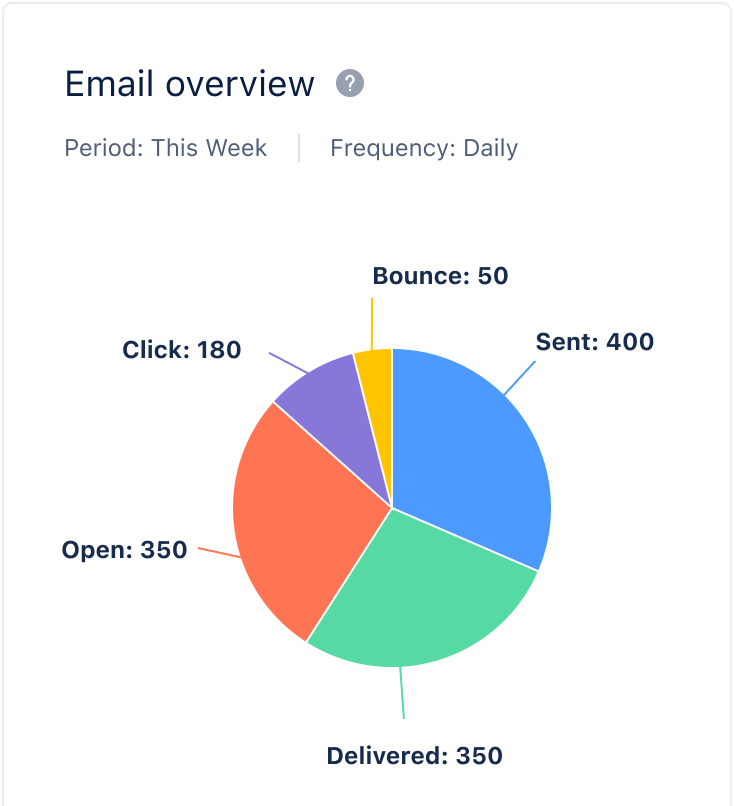 Email overview ?
Period: This Week | Frequency: Daily
Bounce: 50
Sent: 400
Click: 180
Open: 350
Delivered: 350